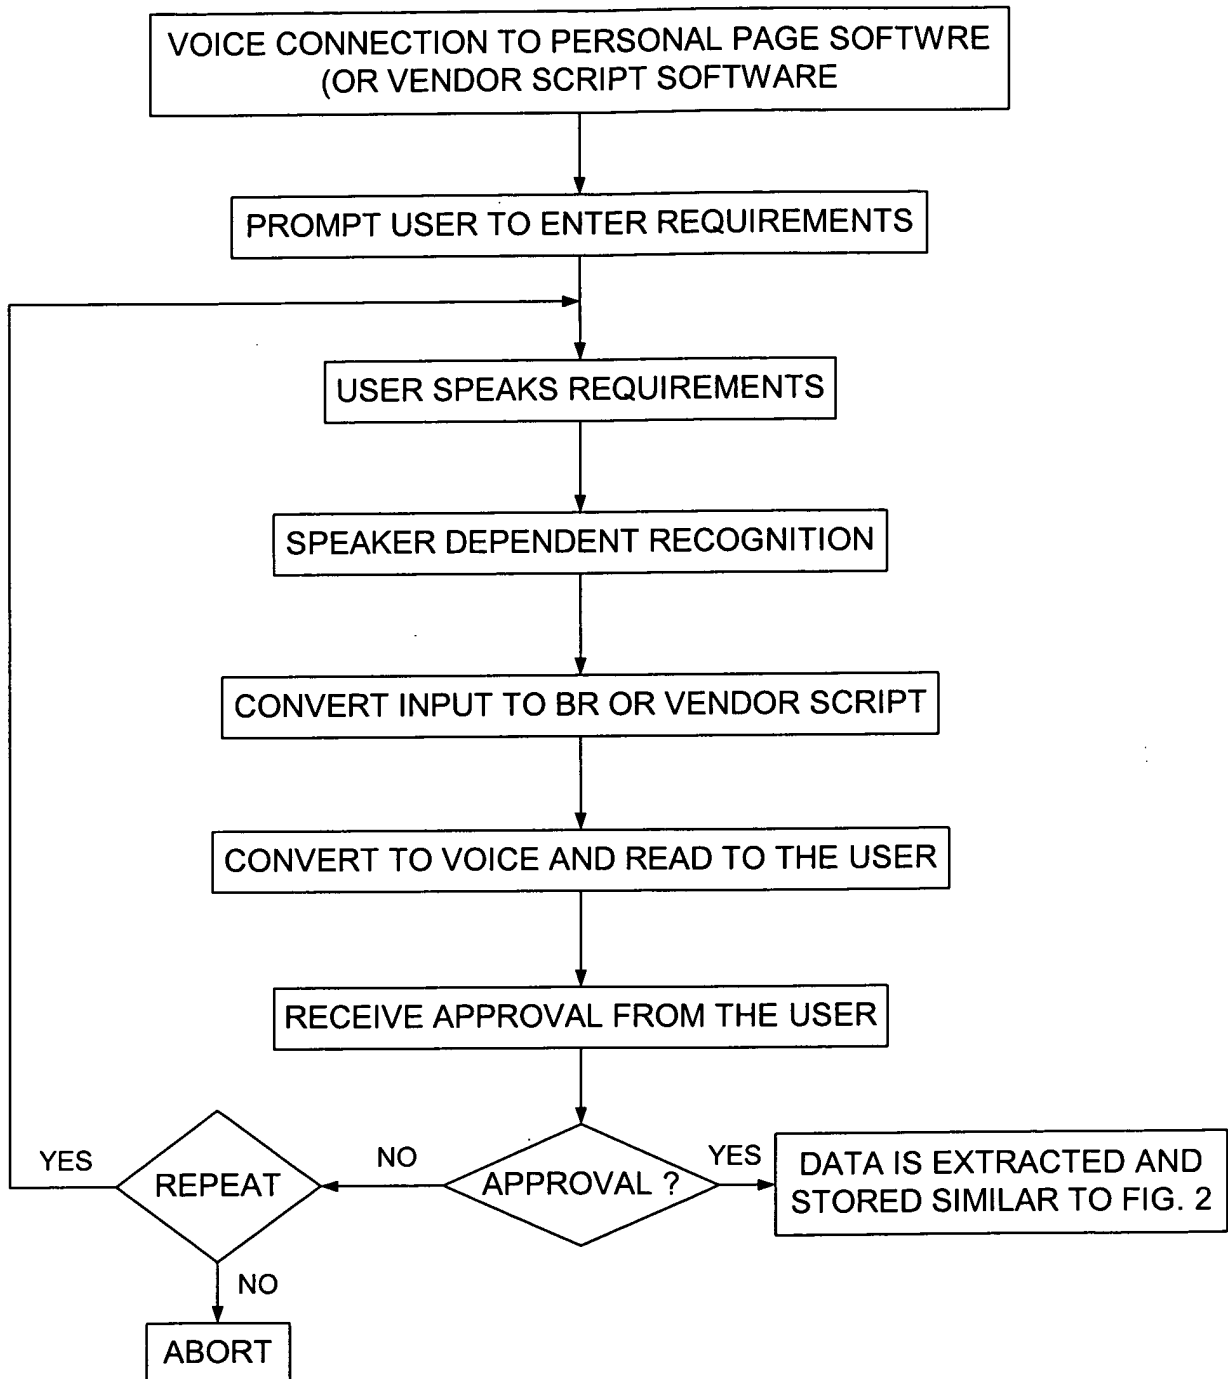 VOICE CONNECTION TO PERSONAL PAGE SOFTWRE
(OR VENDOR SCRIPT SOFTWARE
PROMPT USER TO ENTER REQUIREMENTS
USER SPEAKS REQUIREMENTS
SPEAKER DEPENDENT RECOGNITION
CONVERT INPUT TO BR OR VENDOR SCRIPT
CONVERT TO VOICE AND READ TO THE USER
RECEIVE APPROVAL FROM THE USER
YES
REPEAT
NO
APPROVAL ?
YES
DATA IS EXTRACTED AND
STORED SIMILAR TO FIG. 2
NO
ABORT